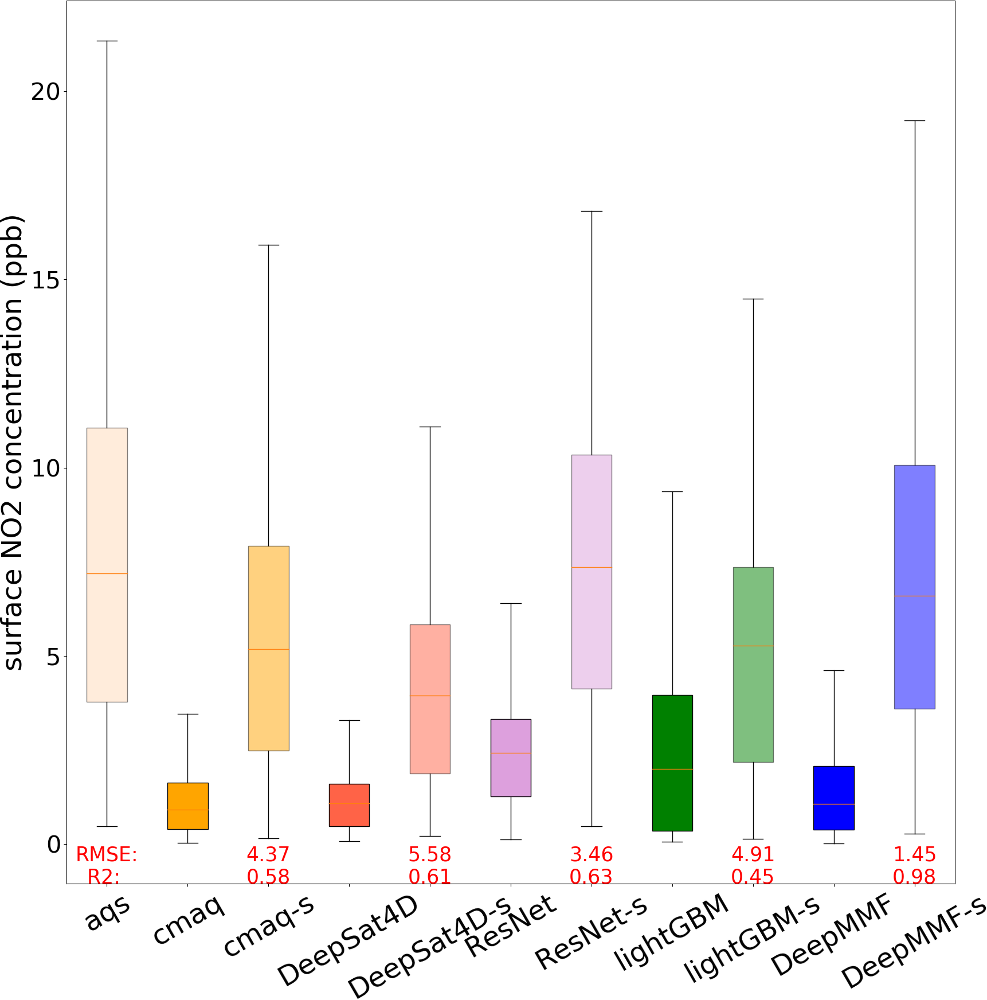 surface NO2 concentration (ppb)
20
15
10
5
0
RMSE: 4.37 5.58 3.46 4.91 1.45
R2: 0.58 0.61 0.63 0.45 0.98
aqs cmaq cmaq-s DeepSat4D DeepSat4D-s ResNet ResNet-s lightGBM lightGBM-s DeepMMF DeepMMF-s